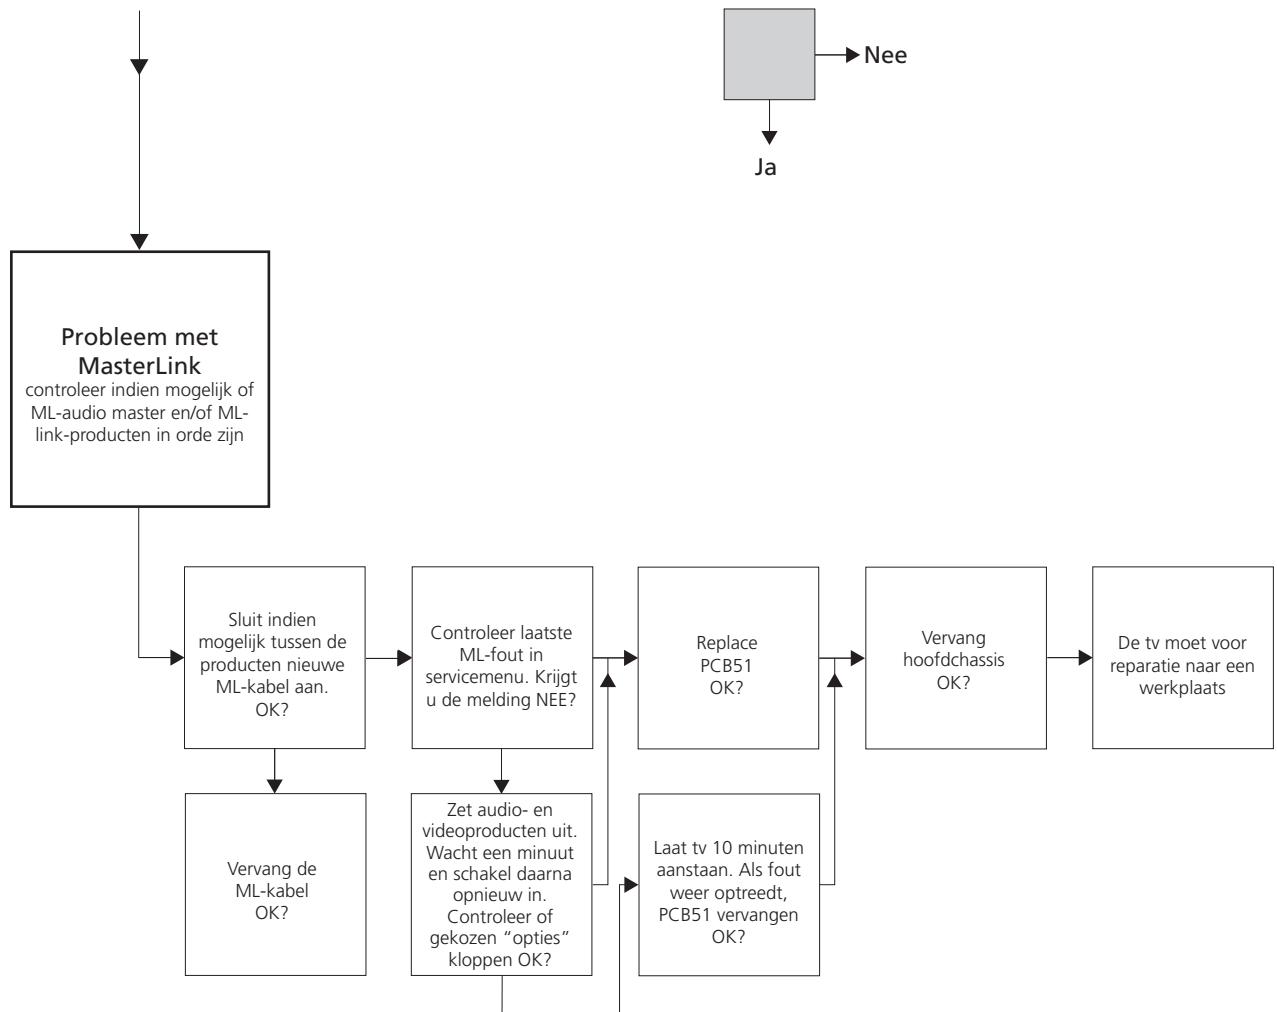 Nee
Ja
Probleem met
MasterLink
controleer indien mogelijk of
ML-audio master en/of ML-
link-producten in orde zijn
Sluit indien
mogelijk tussen de
producten nieuwe
ML-kabel aan.
OK?
Controleer laatste
ML-fout in
servicemenu. Krijgt
u de melding NEE?
Replace
PCB51
OK?
Vervang
hoofdchassis
OK?
De tv moet voor
reparatie naar een
werkplaats
Vervang de
ML-kabel
OK?
Zet audio- en
videoproducten uit.
Wacht een minuut
en schakel daarna
opnieuw in.
Controleer of
gekozen “opties”
kloppen OK?
Laat tv 10 minuten
aanstaan. Als fout
weer optreedt,
PCB51 vervangen
OK?